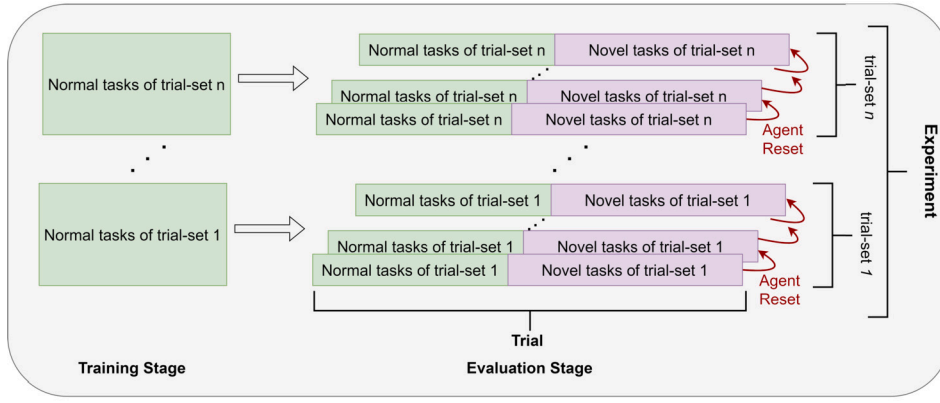 Normal tasks of trial-set n
Normal tasks of trial-set n
Novel tasks of trial-set n
Normal tasks of trial-set n
Novel tasks of trial-set n
Normal tasks of trial-set n
Novel tasks of trial-set n
Agent
Reset
trial-set n
Experiment
Normal tasks of trial-set 1
Normal tasks of trial-set 1
Novel tasks of trial-set 1
Normal tasks of trial-set 1
Novel tasks of trial-set 1
Normal tasks of trial-set 1
Novel tasks of trial-set 1
Agent
Reset
trial-set 1
Trial
Training Stage
Evaluation Stage